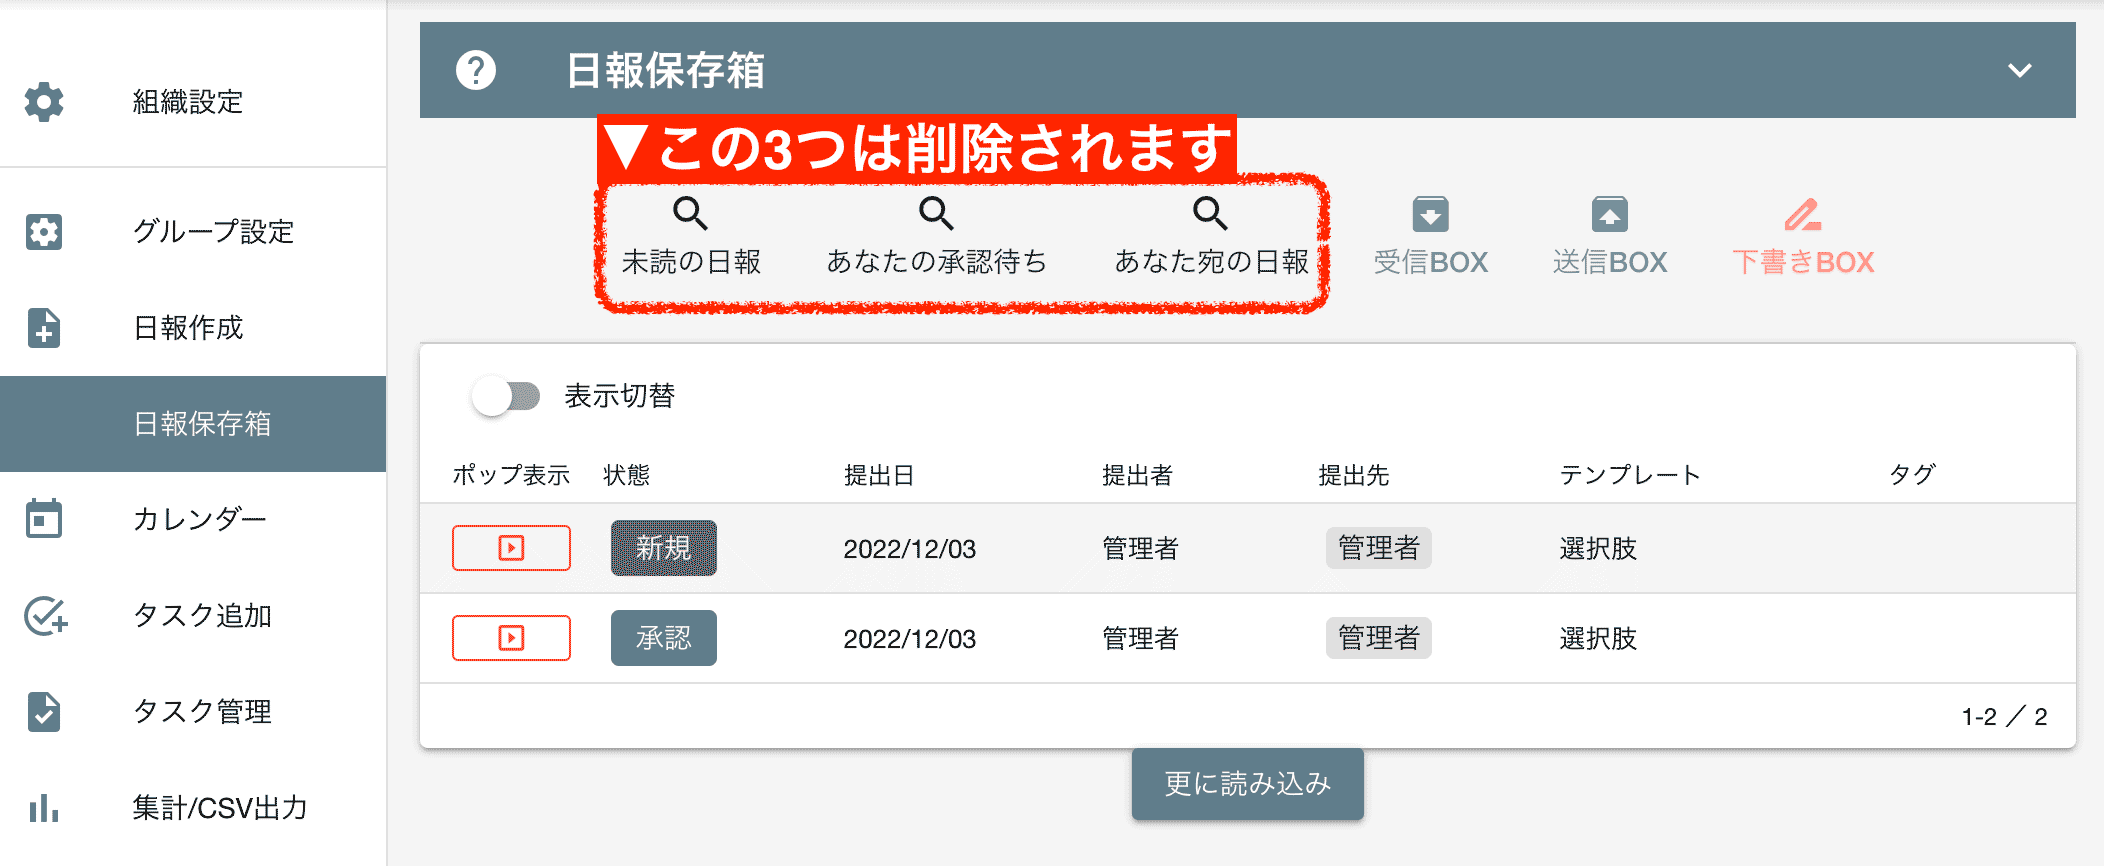 組織設定
グループ設定
日報作成
日報保存箱
カレンダー
タスク追加
タスク管理
集計/CSV出力
日報保存箱
▼この3つは削除されます
未読の日報 あなたの承認待ち あなた宛の日報 受信BOX 送信BOX 下書きBOX
表示切替
ポップ表示 状態 提出日 提出者 提出先 テンプレート タグ
新規 2022/12/03 管理者 管理者 選択肢
承認 2022/12/03 管理者 管理者 選択肢
1-2 ／ 2
更に読み込み